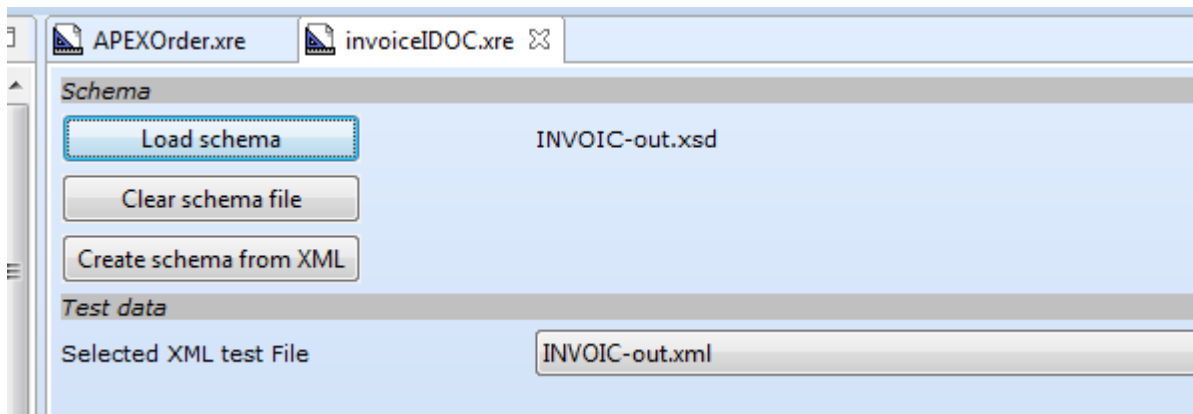 APEXOrder.xre invoiceIDOC.xre
Schema
Load schema INVOIC-out.xsd
Clear schema file
Create schema from XML
Test data
Selected XML test File INVOIC-out.xml